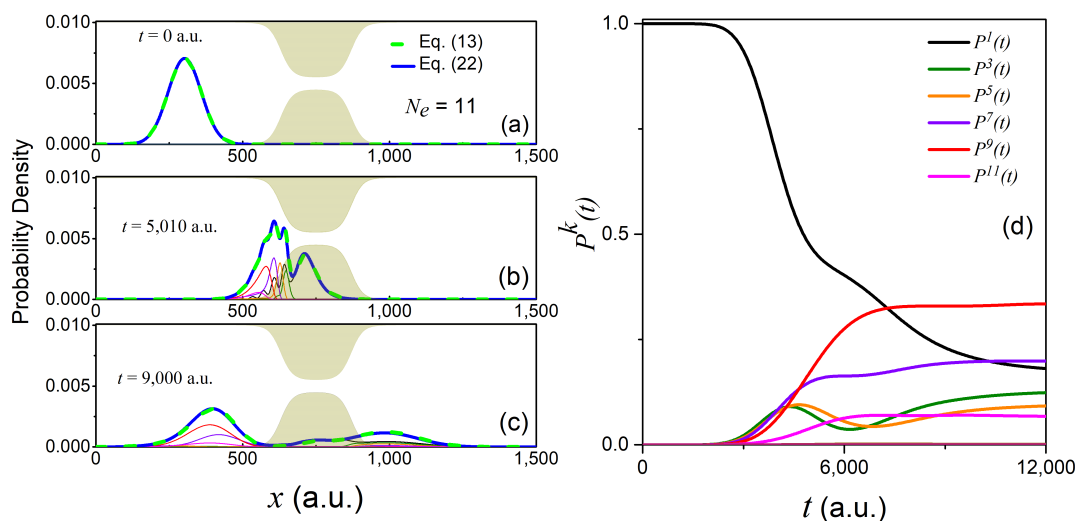 0.010
t = 0 a.u.
Eq. (13)
Eq. (22)
0.005
Nₑ = 11
(a)
0.000
0 500 1,000 1,500
0.010
t = 5,010 a.u.
0.005
(b)
0.000
0 500 1,000 1,500
0.010
t = 9,000 a.u.
0.005
(c)
0.000
0 500 1,000 1,500
Probability Density
x (a.u.)
1.0
P¹(t)
P³(t)
P⁵(t)
P⁷(t)
P⁹(t)
P¹¹(t)
0.5
(d)
Pᵏ(t)
0.0
0 6,000 12,000
t (a.u.)